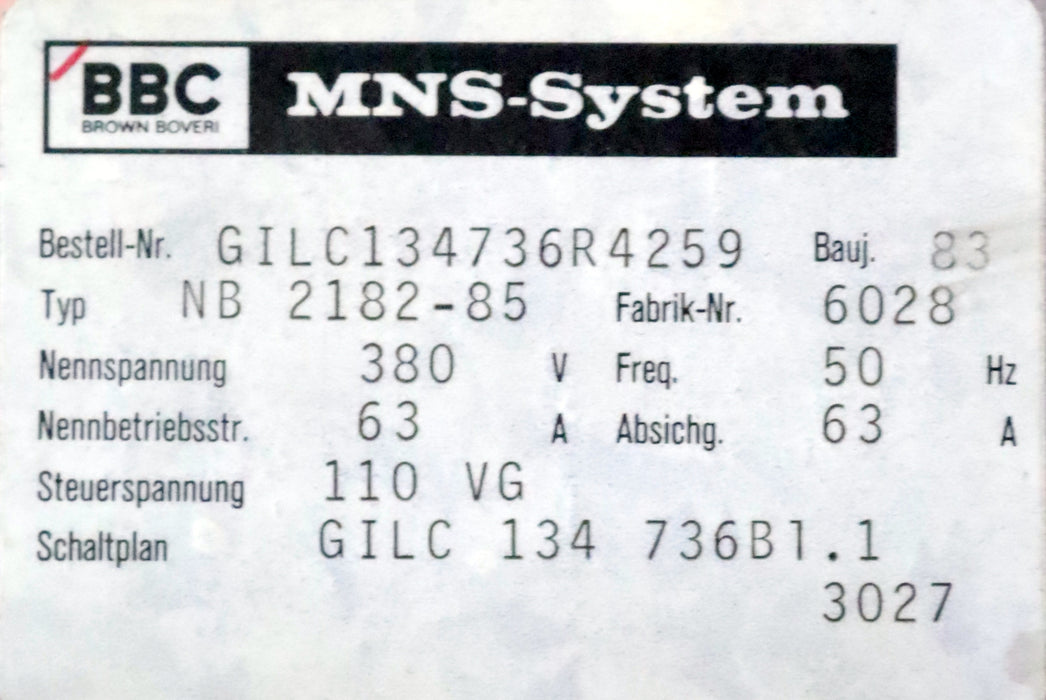 BBC MNS-System
BROWN BOVERI
Bestell-Nr. GILC134736R4259 Bauj. 83
Typ NB 2182-85 Fabrik-Nr. 6028
Nennspannung 380 V Freq. 50 Hz
Nennbetriebsstr. 63 A Absichg. 63 A
Steuerspannung 110 VG
Schaltplan GILC 134 736B1.1
3027